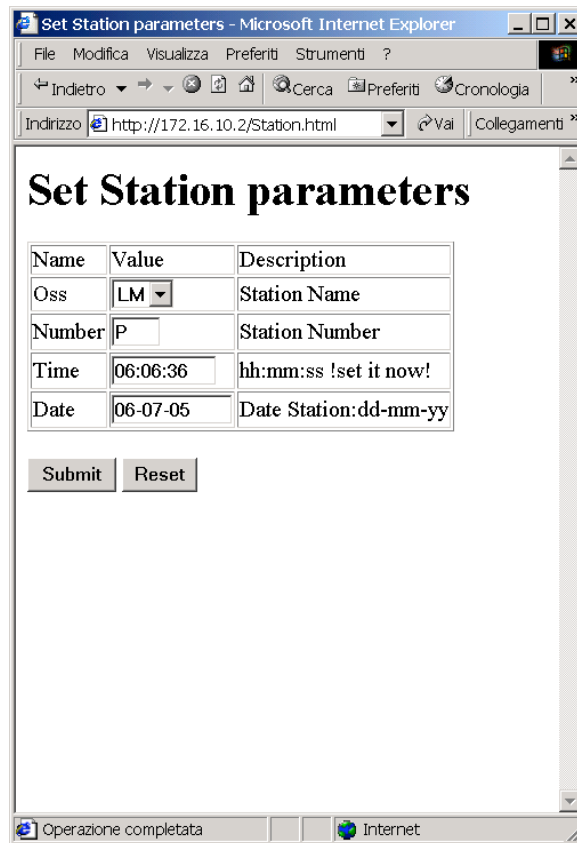 Set Station parameters - Microsoft Internet Explorer
File Modifica Visualizza Preferiti Strumenti ?
Indietro Cerca Preferiti Cronologia »
Indirizzo http://172.16.10.2/Station.html Vai Collegamenti »
Set Station parameters
Name Value Description
Oss LM Station Name
Number P Station Number
Time 06:06:36 hh:mm:ss !set it now!
Date 06-07-05 Date Station:dd-mm-yy
Submit Reset
Operazione completata Internet